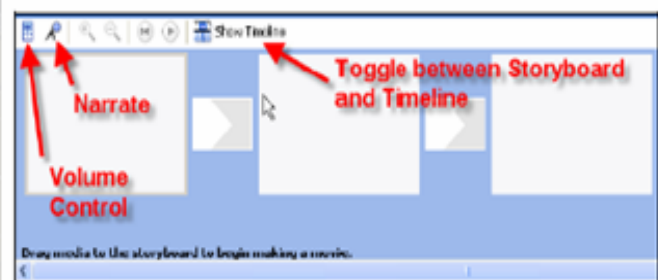 Show Timeline
Toggle between Storyboard
and Timeline
Narrate
Volume
Control
Drag media to the storyboard to begin making a movie.